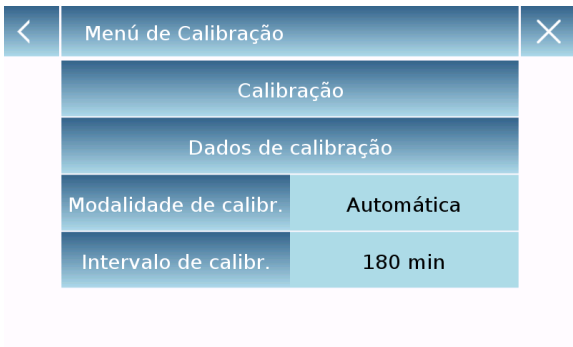 Menú de Calibração
Calibração
Dados de calibração
Modalidade de calibr. Automática
Intervalo de calibr. 180 min